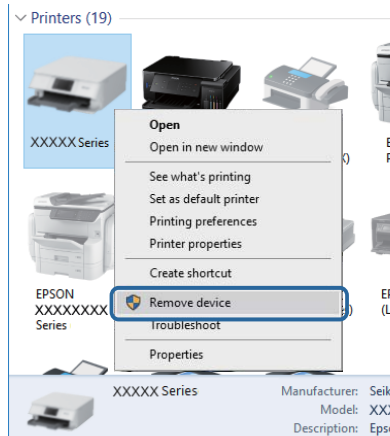 Printers (19)
XXXXX Series
Open
Open in new window
See what's printing
Set as default printer
Printing preferences
Printer properties
Create shortcut
Remove device
Troubleshoot
Properties
EPSON
XXXXXXXX
Series
XXXXX Series
Manufacturer:
Model:
Description: